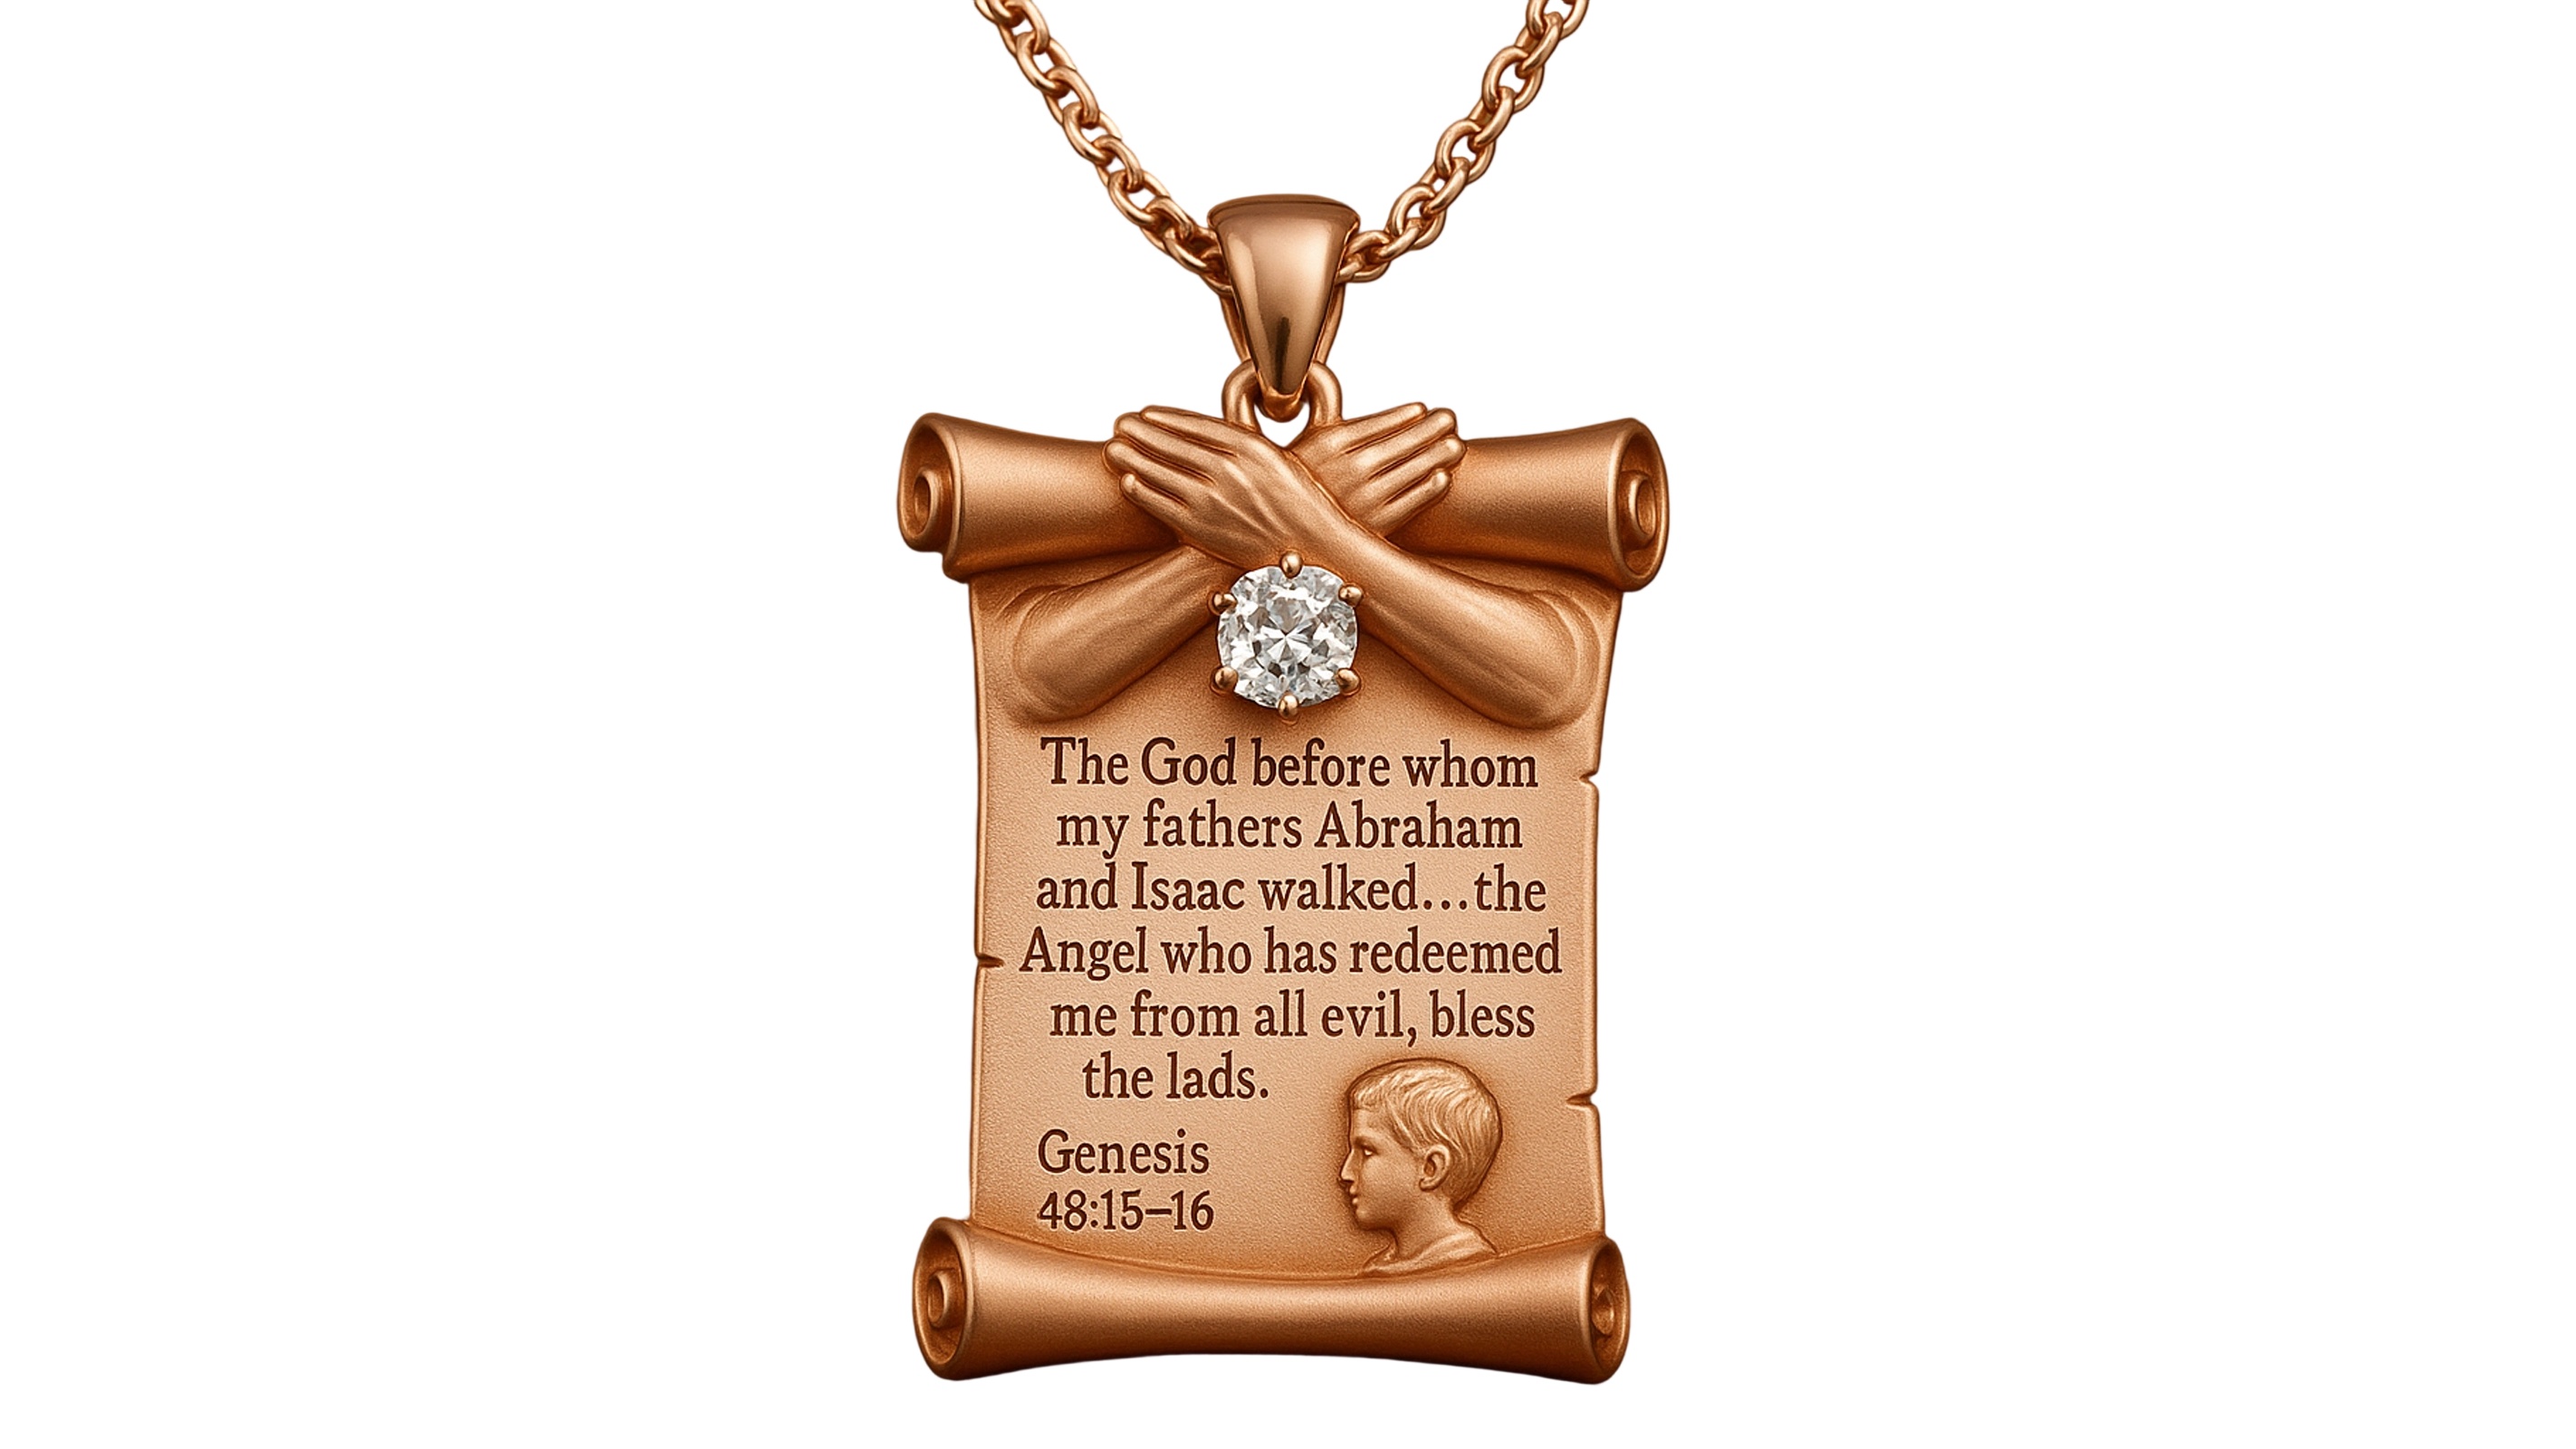 The God before whom
my fathers Abraham
and Isaac walked...the
Angel who has redeemed
me from all evil, bless
the lads.
Genesis
48:15–16